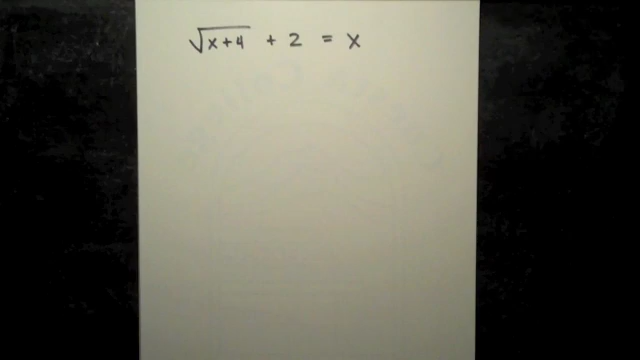 √(x+4) + 2 = x